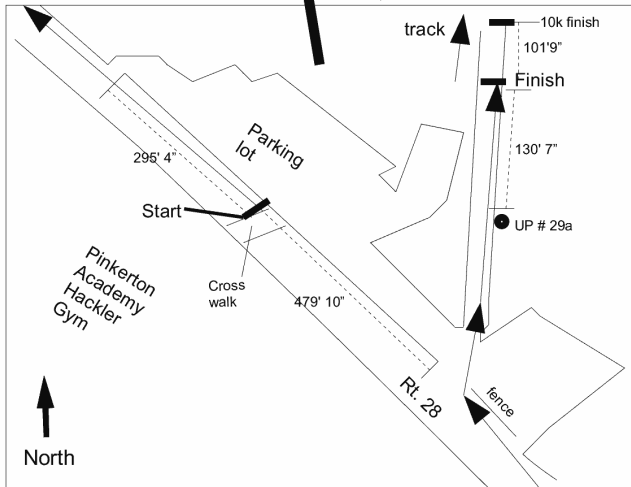 track
10k finish
101'9"
Finish
130' 7"
UP # 29a
Parking
lot
295' 4"
Start
Cross
walk
479' 10"
Pinkerton
Academy
Hackler
Gym
Rt. 28
fence
North